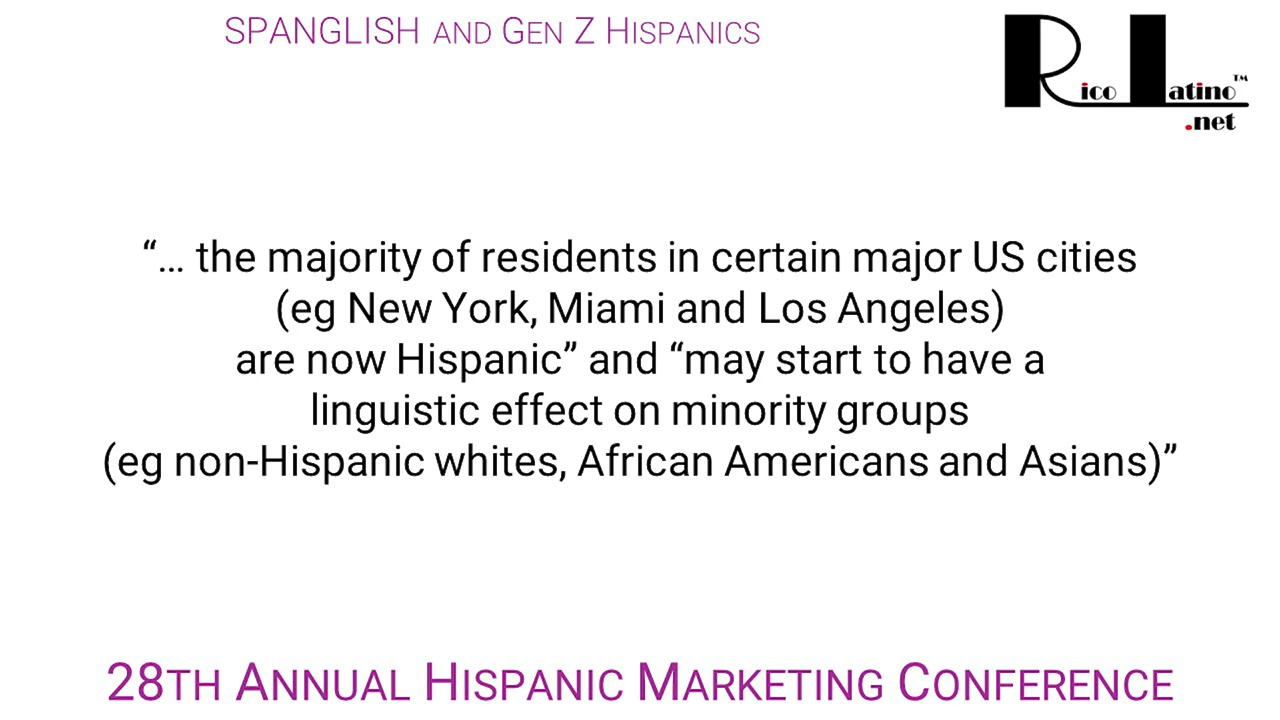 SPANGLISH AND GEN Z HISPANICS
Rico Latino™
.net
“… the majority of residents in certain major US cities
(eg New York, Miami and Los Angeles)
are now Hispanic” and “may start to have a
linguistic effect on minority groups
(eg non-Hispanic whites, African Americans and Asians)”
28TH ANNUAL HISPANIC MARKETING CONFERENCE